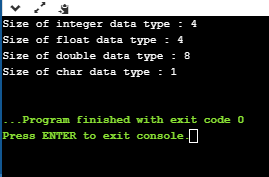 Size of integer data type : 4
Size of float data type : 4
Size of double data type : 8
Size of char data type : 1
...Program finished with exit code 0
Press ENTER to exit console.